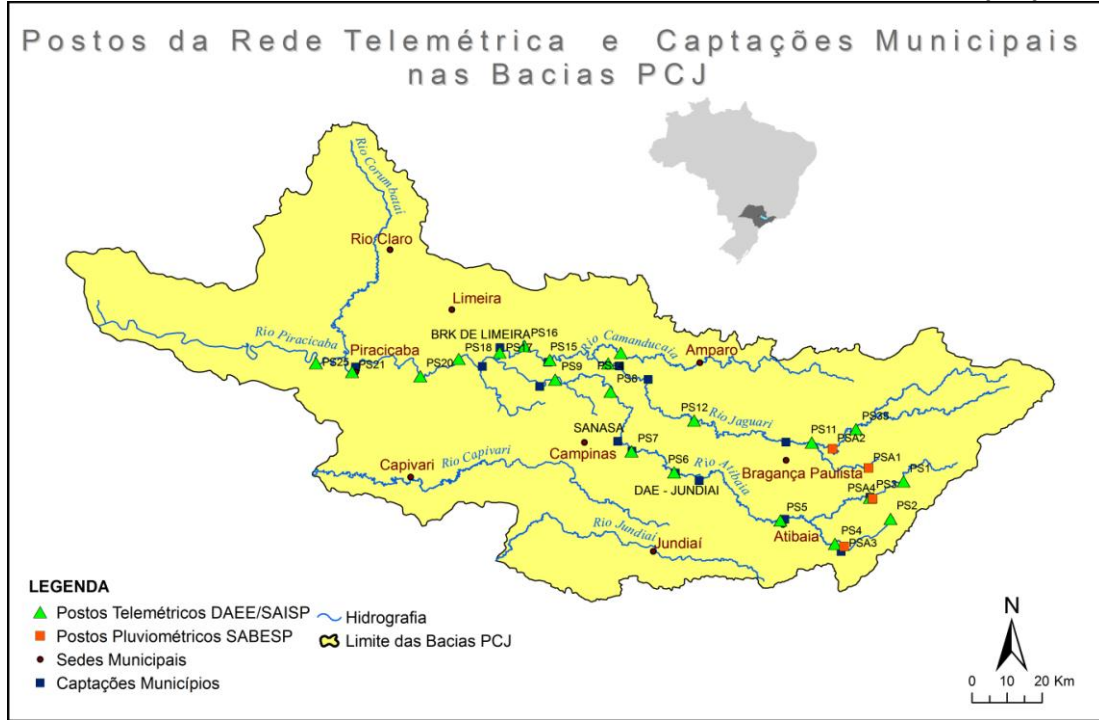 Postos da Rede Telemétrica e Captações Municipais
nas Bacias PCJ
Rio Corumbataí
Rio Claro
Limeira
Rio Piracicaba
Piracicaba
BRK DE LIMEIRA
PS16
PS18
PS17
PS15
Rio Camanducaia
Amparo
PS25
PS21
PS20
PS9
PS8
PS12
Rio Jaguari
PS35
PS11
PSA2
SANASA
Campinas
PS7
PS6
Rio Atibaia
Bragança Paulista
PSA1
PS1
Capivari
Rio Capivari
DAE - JUNDIAI
PSA4
PS3
PS2
PS5
Atibaia
PS4
PSA3
Rio Jundiaí
Jundiaí
LEGENDA
Postos Telemétricos DAEE/SAISP
Hidrografia
Postos Pluviométricos SABESP
Limite das Bacias PCJ
Sedes Municipais
Captações Municípios
N
0 10 20 Km